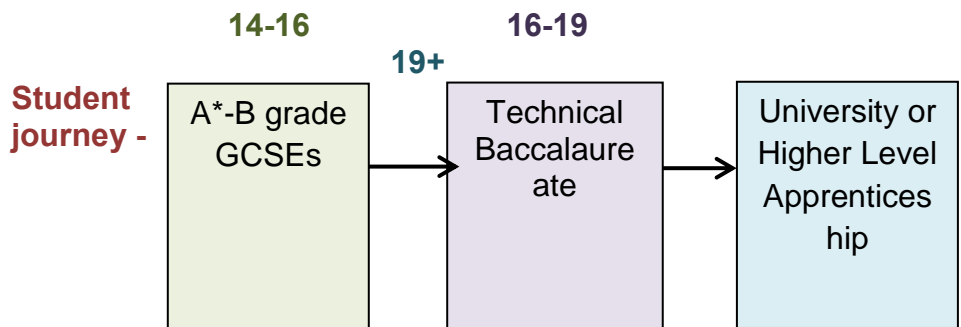 14-16
16-19
19+
Student
journey -
A*-B grade
GCSEs
Technical
Baccalaure
ate
University or
Higher Level
Apprentices
hip